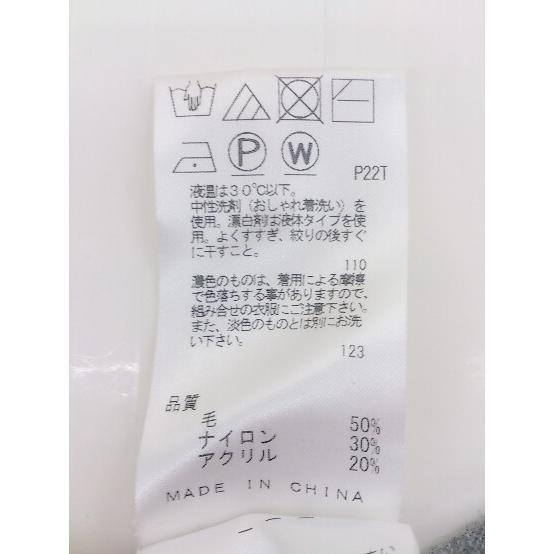 P W
P22T
液温は30℃以下。
中性洗剤（おしゃれ着洗い）を
使用。漂白剤は液体タイプを使
用。よくすすぎ、絞りの後すぐ
に干すこと。
110
濃色のものは、着用による摩擦
で色落ちする事がありますので、
組み合せの衣服にご注意下さい。
また、淡色のものとは別にお洗
い下さい。
123
品質
毛 50%
ナイロン 30%
アクリル 20%
MADE IN CHINA